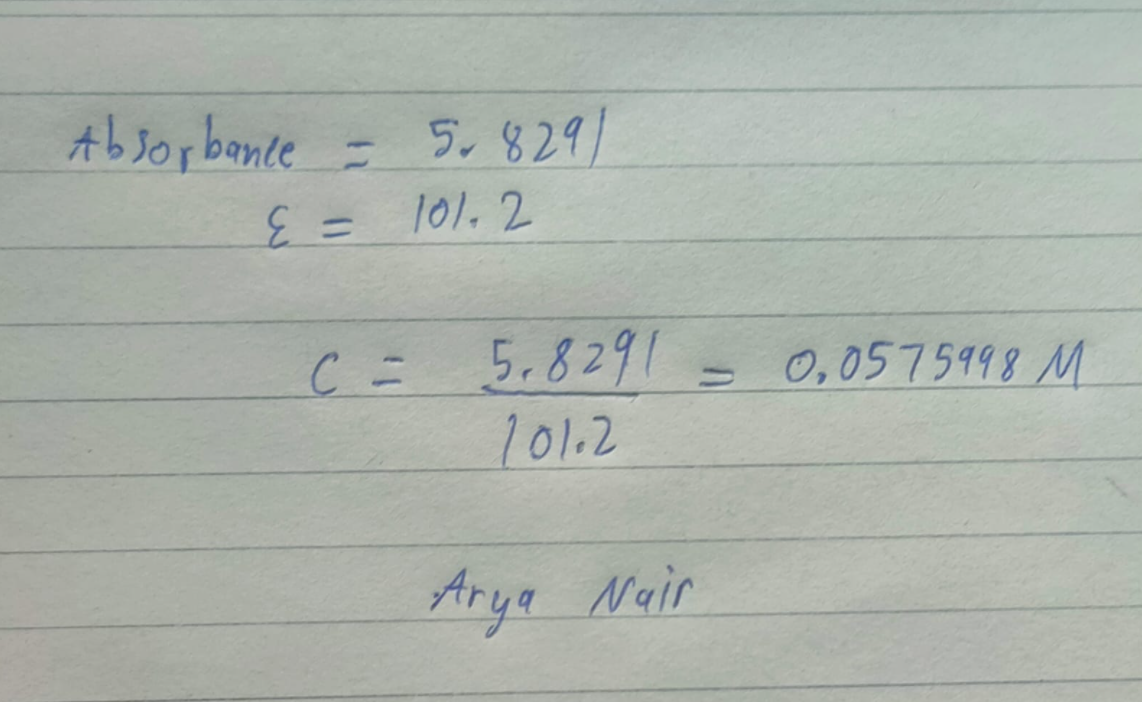 Absorbance = 5.8291
ε = 101.2
C = 5.8291 / 101.2 = 0.0575998 M
Arya Nair